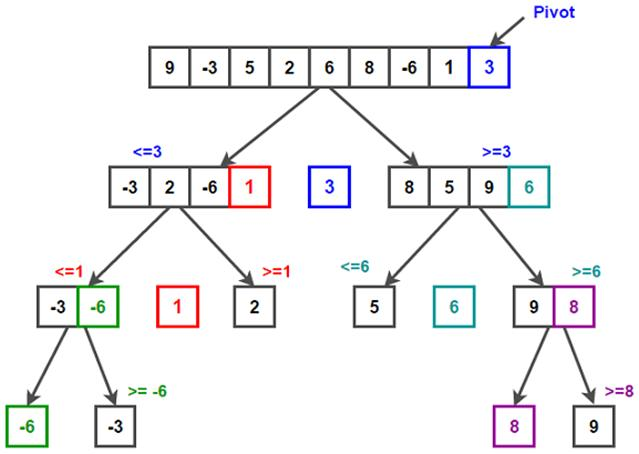 Pivot
9 -3 5 2 6 8 -6 1 3
<=3 >=3
-3 2 -6 1 3 8 5 9 6
<=1 >=1 <=6 >=6
-3 -6 1 2 5 6 9 8
>= -6 >=8
-6 -3 8 9